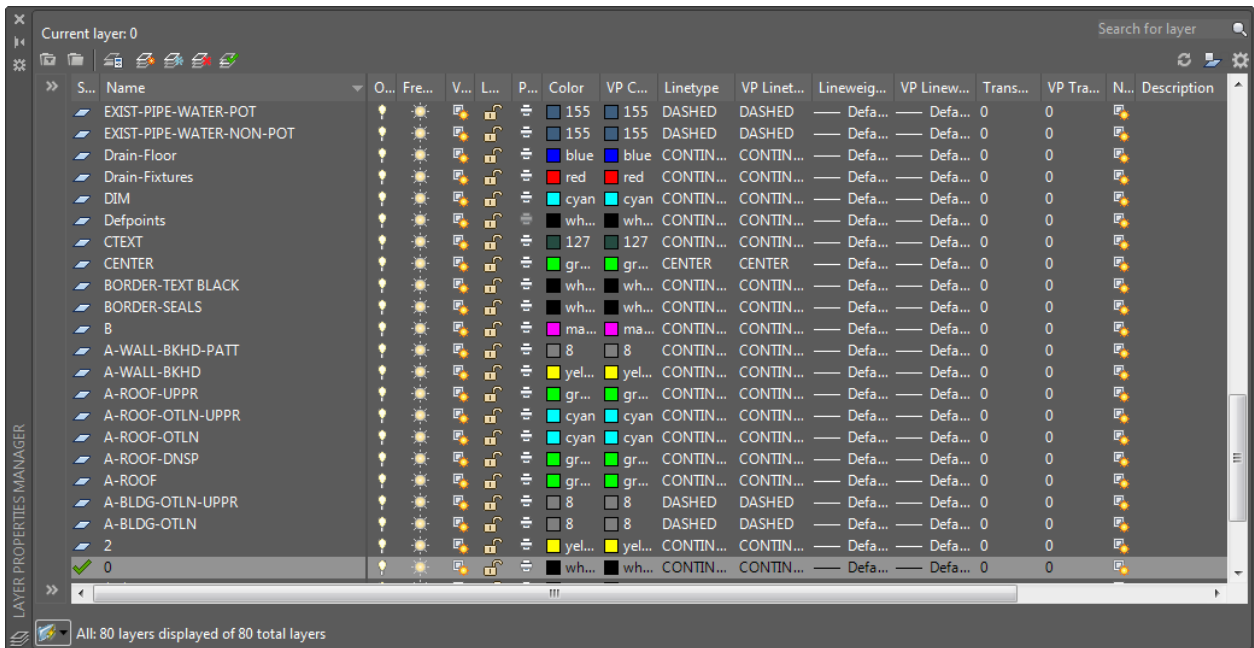 Current layer: 0
Search for layer
S... Name O... Fre... V... L... P... Color VP C... Linetype VP Linet... Lineweig... VP Linew... Trans... VP Tra... N... Description
EXIST-PIPE-WATER-POT 155 155 DASHED DASHED Defa... Defa... 0 0
EXIST-PIPE-WATER-NON-POT 155 155 DASHED DASHED Defa... Defa... 0 0
Drain-Floor blue blue CONTIN... CONTIN... Defa... Defa... 0 0
Drain-Fixtures red red CONTIN... CONTIN... Defa... Defa... 0 0
DIM cyan cyan CONTIN... CONTIN... Defa... Defa... 0 0
Defpoints wh... wh... CONTIN... CONTIN... Defa... Defa... 0 0
CTEXT 127 127 CONTIN... CONTIN... Defa... Defa... 0 0
CENTER gr... gr... CENTER CENTER Defa... Defa... 0 0
BORDER-TEXT BLACK wh... wh... CONTIN... CONTIN... Defa... Defa... 0 0
BORDER-SEALS wh... wh... CONTIN... CONTIN... Defa... Defa... 0 0
B ma... ma... CONTIN... CONTIN... Defa... Defa... 0 0
A-WALL-BKHD-PATT 8 8 CONTIN... CONTIN... Defa... Defa... 0 0
A-WALL-BKHD yel... yel... CONTIN... CONTIN... Defa... Defa... 0 0
A-ROOF-UPPR gr... gr... CONTIN... CONTIN... Defa... Defa... 0 0
A-ROOF-OTLN-UPPR cyan cyan CONTIN... CONTIN... Defa... Defa... 0 0
A-ROOF-OTLN cyan cyan CONTIN... CONTIN... Defa... Defa... 0 0
A-ROOF-DNSP gr... gr... CONTIN... CONTIN... Defa... Defa... 0 0
A-ROOF gr... gr... CONTIN... CONTIN... Defa... Defa... 0 0
A-BLDG-OTLN-UPPR 8 8 DASHED DASHED Defa... Defa... 0 0
A-BLDG-OTLN 8 8 DASHED DASHED Defa... Defa... 0 0
2 yel... yel... CONTIN... CONTIN... Defa... Defa... 0 0
0 wh... wh... CONTIN... CONTIN... Defa... Defa... 0 0
LAYER PROPERTIES MANAGER
All: 80 layers displayed of 80 total layers